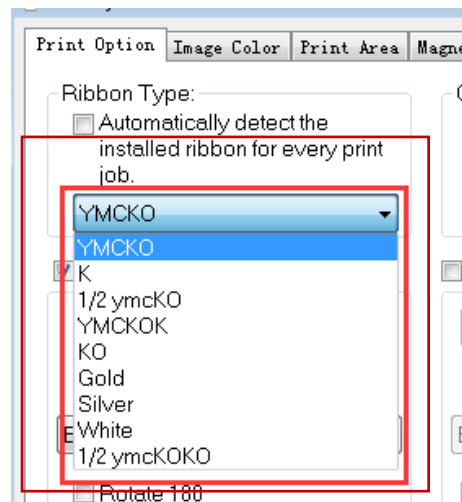 Print Option Image Color Print Area Magne
Ribbon Type:
Automatically detect the
installed ribbon for every print
job.
YMCKO
YMCKO
K
1/2 ymcKO
YMCKOK
KO
Gold
Silver
White
1/2 ymcKOKO
Rotate 180